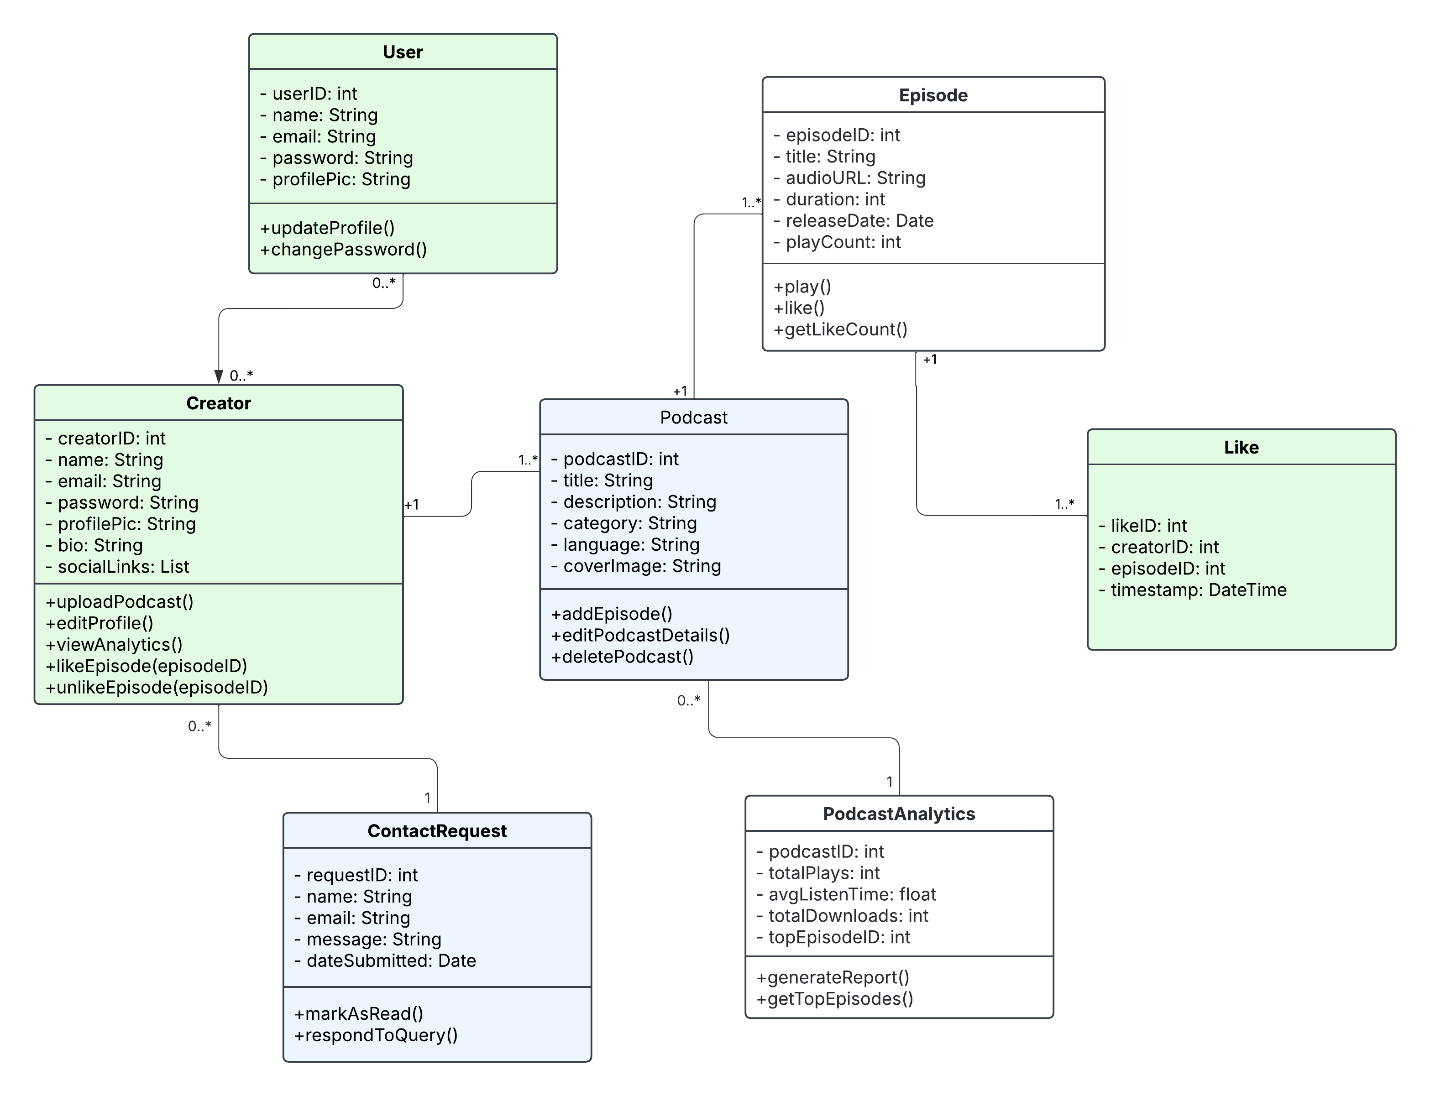 User
- userID: int
- name: String
- email: String
- password: String
- profilePic: String
+updateProfile()
+changePassword()
0..*
0..*
Episode
- episodeID: int
- title: String
- audioURL: String
- duration: int
- releaseDate: Date
- playCount: int
+play()
+like()
+getLikeCount()
1..*
+1
+1
1..*
Creator
- creatorID: int
- name: String
- email: String
- password: String
- profilePic: String
- bio: String
- socialLinks: List
+uploadPodcast()
+editProfile()
+viewAnalytics()
+likeEpisode(episodeID)
+unlikeEpisode(episodeID)
+1
1..*
Podcast
- podcastID: int
- title: String
- description: String
- category: String
- language: String
- coverImage: String
+addEpisode()
+editPodcastDetails()
+deletePodcast()
Like
- likeID: int
- creatorID: int
- episodeID: int
- timestamp: DateTime
0..*
1
0..*
1
ContactRequest
- requestID: int
- name: String
- email: String
- message: String
- dateSubmitted: Date
+markAsRead()
+respondToQuery()
PodcastAnalytics
- podcastID: int
- totalPlays: int
- avgListenTime: float
- totalDownloads: int
- topEpisodeID: int
+generateReport()
+getTopEpisodes()